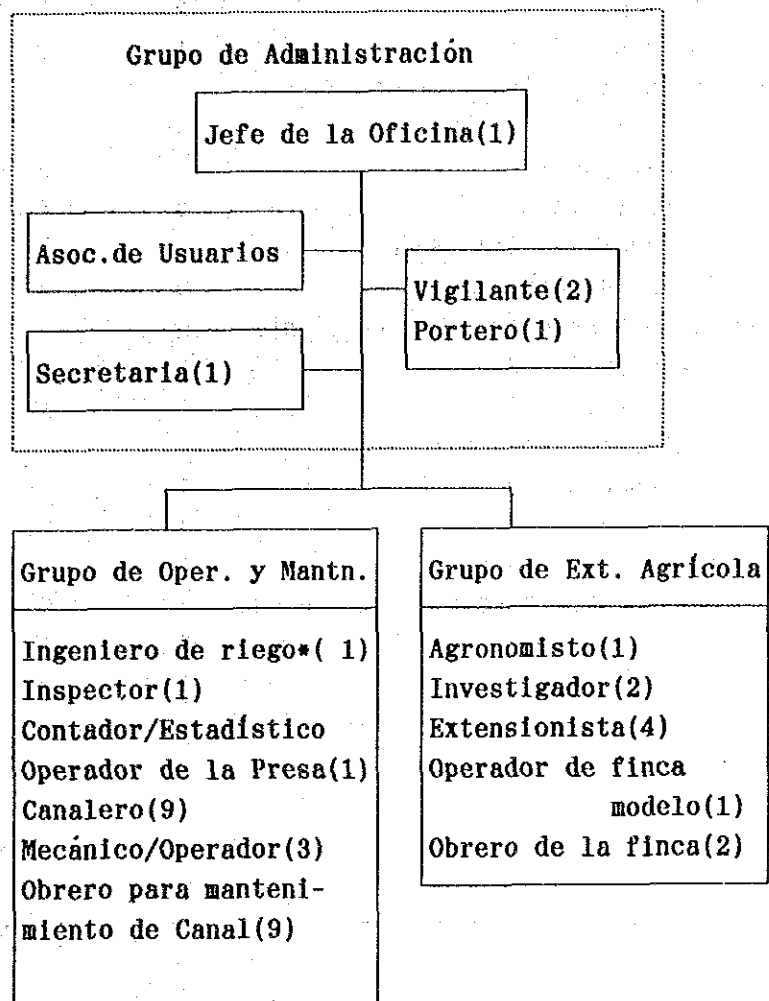 Grupo de Administración
Jefe de la Oficina(1)
Asoc.de Usuarios
Vigilante(2)
Portero(1)
Secretaria(1)
Grupo de Oper. y Mantn.
Ingeniero de riego*( 1)
Inspector(1)
Contador/Estadístico
Operador de la Presa(1)
Canalero(9)
Mecánico/Operador(3)
Obrero para manteni-
miento de Canal(9)
Grupo de Ext. Agrícola
Agronomisto(1)
Investigador(2)
Extensionista(4)
Operador de finca
modelo(1)
Obrero de la finca(2)